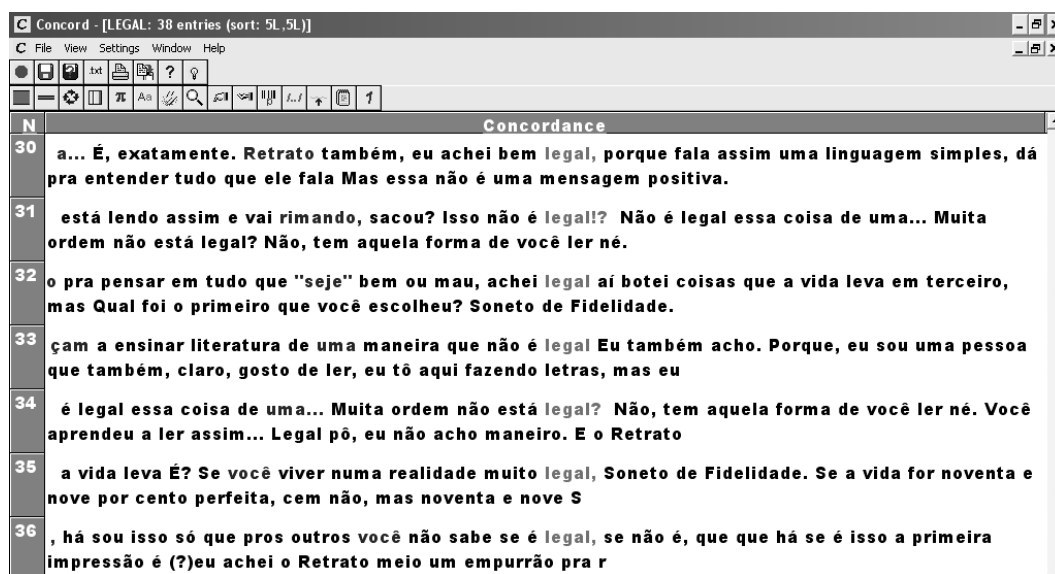 Concord - [LEGAL: 38 entries (sort: 5L,5L)]
File View Settings Window Help
.txt ? Aa
N Concordance
30 a... É, exatamente. Retrato também, eu achei bem legal, porque fala assim uma linguagem simples, dá
pra entender tudo que ele fala Mas essa não é uma mensagem positiva.
31 está lendo assim e vai rimando, sacou? Isso não é legal!? Não é legal essa coisa de uma... Muita
ordem não está legal? Não, tem aquela forma de você ler né.
32 o pra pensar em tudo que "seje" bem ou mau, achei legal aí botei coisas que a vida leva em terceiro,
mas Qual foi o primeiro que você escolheu? Soneto de Fidelidade.
33 çam a ensinar literatura de uma maneira que não é legal Eu também acho. Porque, eu sou uma pessoa
que também, claro, gosto de ler, eu tô aqui fazendo letras, mas eu
34 é legal essa coisa de uma... Muita ordem não está legal? Não, tem aquela forma de você ler né. Você
aprendeu a ler assim... Legal pô, eu não acho maneiro. E o Retrato
35 a vida leva É? Se você viver numa realidade muito legal, Soneto de Fidelidade. Se a vida for noventa e
nove por cento perfeita, cem não, mas noventa e nove S
36 , há sou isso só que pros outros você não sabe se é legal, se não é, que que há se é isso a primeira
impressão é (?)eu achei o Retrato meio um empurrão pra r